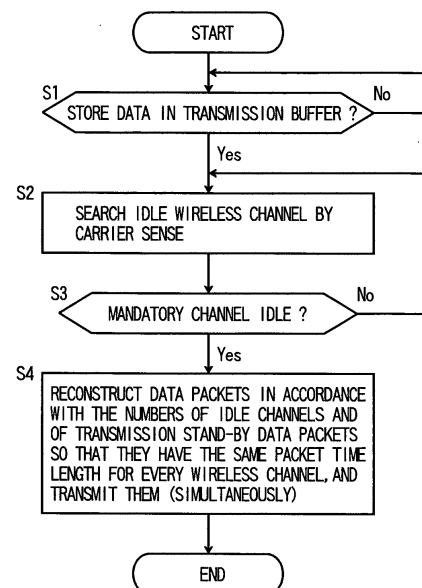 START
S1
STORE DATA IN TRANSMISSION BUFFER ?
No
Yes
S2
SEARCH IDLE WIRELESS CHANNEL BY
CARRIER SENSE
S3
MANDATORY CHANNEL IDLE ?
No
Yes
S4
RECONSTRUCT DATA PACKETS IN ACCORDANCE
WITH THE NUMBERS OF IDLE CHANNELS AND
OF TRANSMISSION STAND-BY DATA PACKETS
SO THAT THEY HAVE THE SAME PACKET TIME
LENGTH FOR EVERY WIRELESS CHANNEL, AND
TRANSMIT THEM (SIMULTANEOUSLY)
END